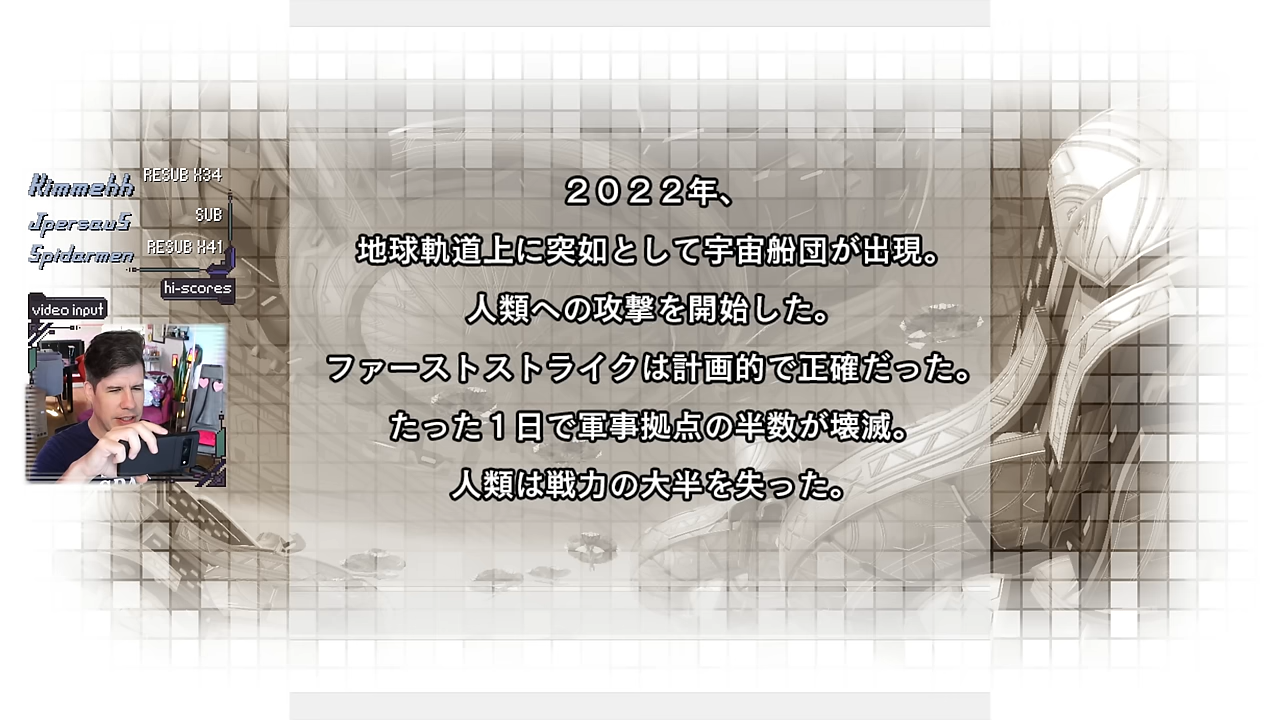 2022年、
地球軌道上に突如として宇宙船団が出現。
人類への攻撃を開始した。
ファーストストライクは計画的で正確だった。
たった1日で軍事拠点の半数が壊滅。
人類は戦力の大半を失った。
Kimmehh RESUB X34
JpersauS SUB
Spidarmen RESUB X41
hi-scores
video input